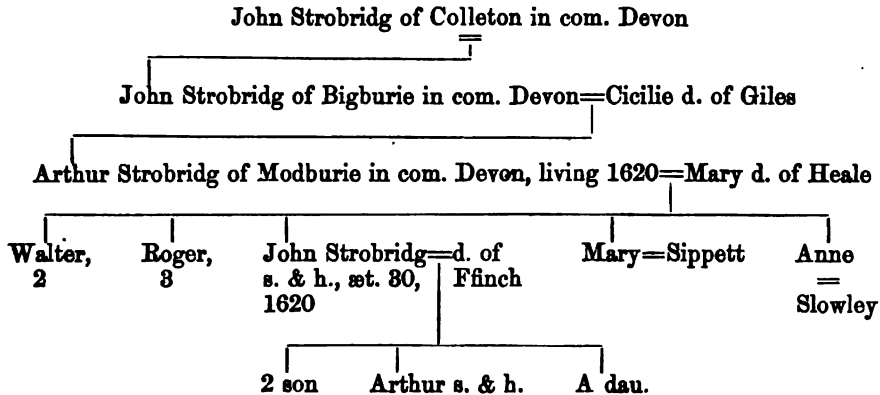 John Strobridg of Colleton in com. Devon
=
John Strobridg of Bigburie in com. Devon=Cicilie d. of Giles
Arthur Strobridg of Modburie in com. Devon, living 1620=Mary d. of Heale
Walter, Roger, John Strobridg=d. of Mary=Sippett Anne
2 3 s. & h., æt. 30, Ffinch =
1620 Slowley
2 son Arthur s. & h. A dau.